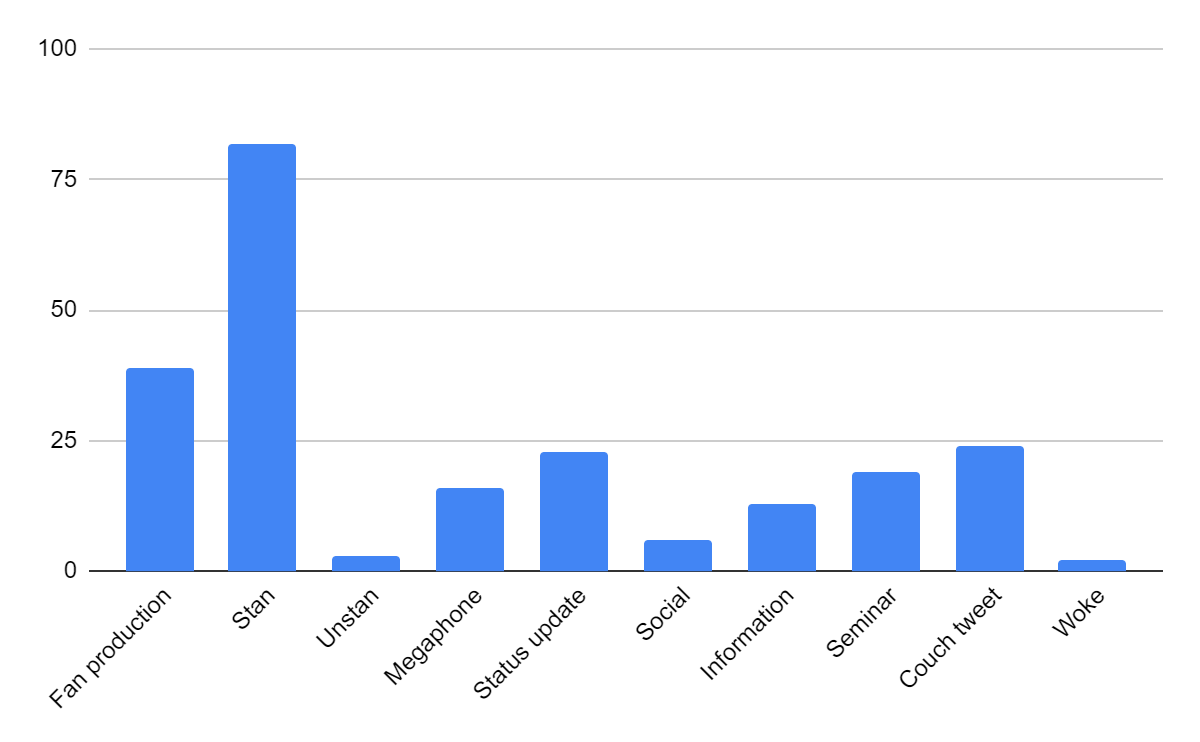 100
75
50
25
0
Fan production
Stan
Unstan
Megaphone
Status update
Social
Information
Seminar
Couch tweet
Woke